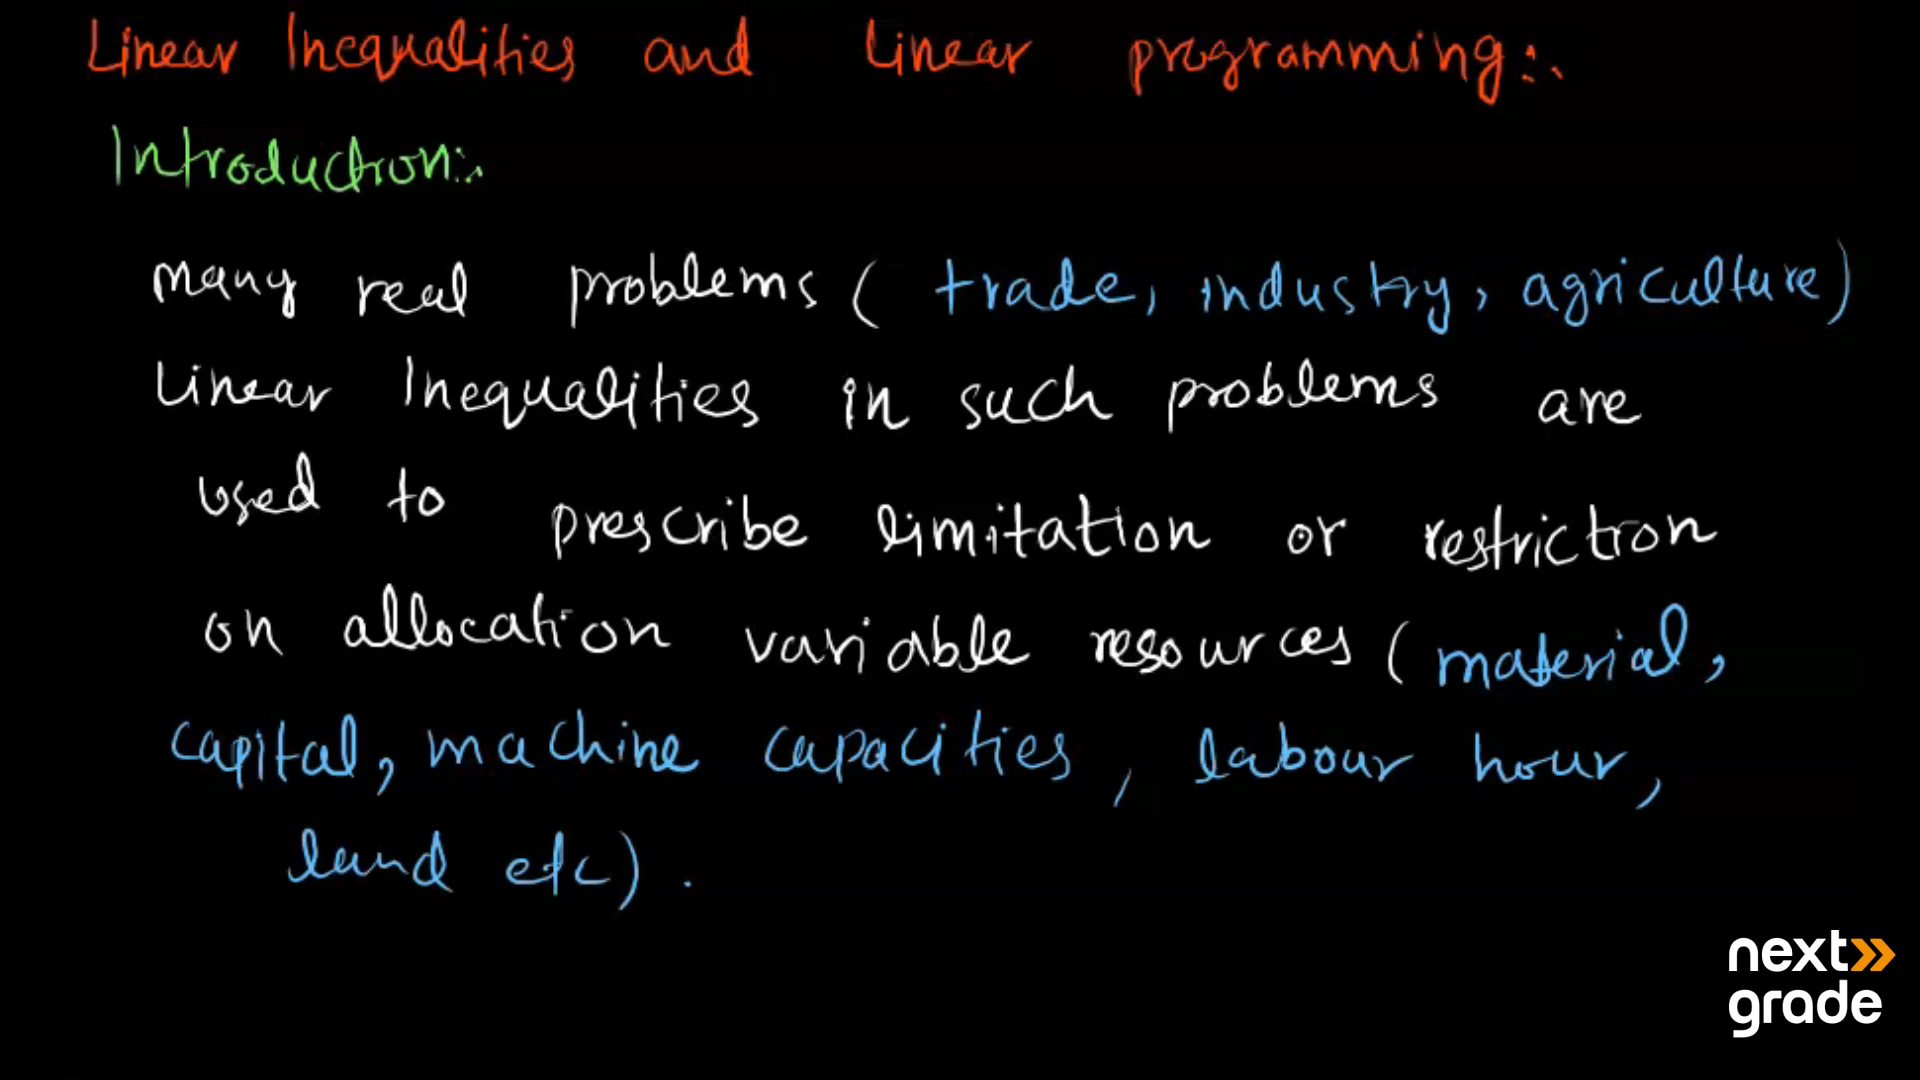 Linear Inequalities and Linear programming:.
Introduction:.
many real problems ( trade, industry, agriculture)
Linear Inequalities in such problems are
used to prescribe limitation or restriction
on allocation variable resources ( material,
capital, machine capacities, labour hour,
land etc) .
next
grade